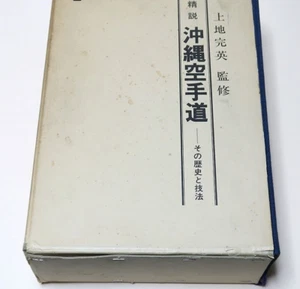 上地完英 監修
精説 沖縄空手道
――その歴史と技法